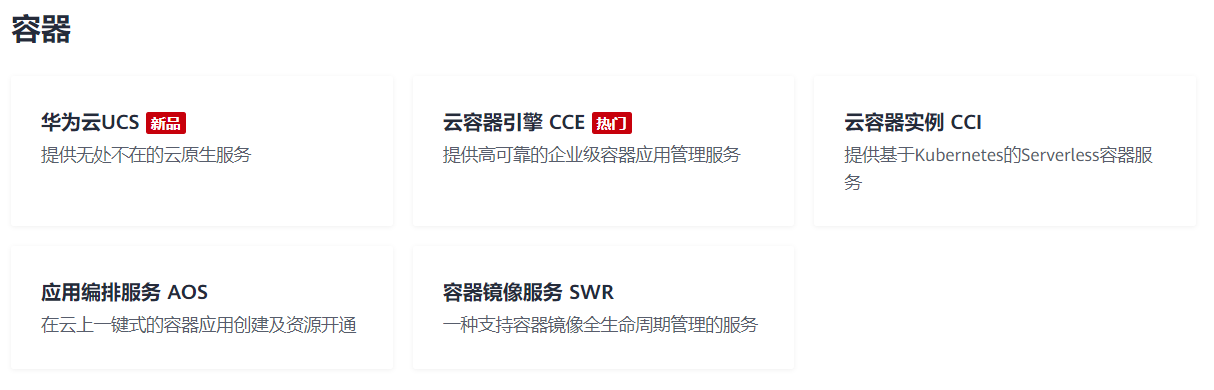 容器
华为云UCS 新品
提供无处不在的云原生服务
云容器引擎 CCE 热门
提供高可靠的企业级容器应用管理服务
云容器实例 CCI
提供基于Kubernetes的Serverless容器服
务
应用编排服务 AOS
在云上一键式的容器应用创建及资源开通
容器镜像服务 SWR
一种支持容器镜像全生命周期管理的服务